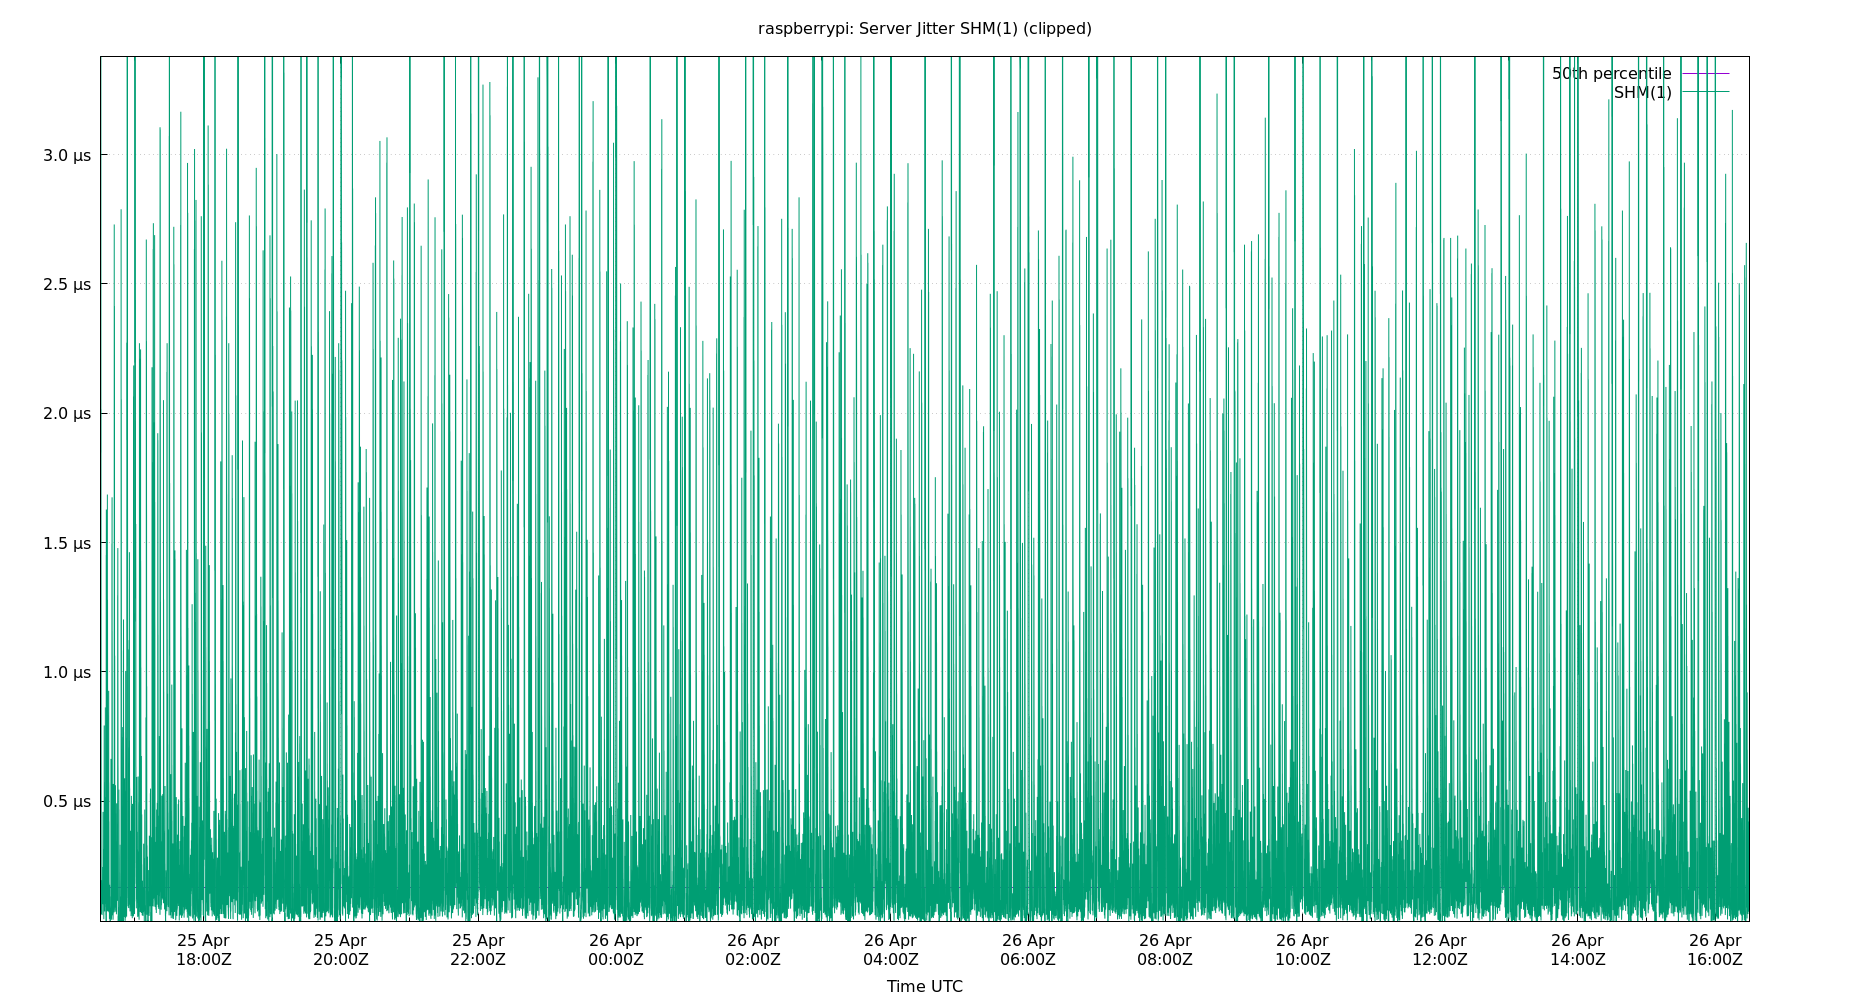 raspberrypi: Server Jitter SHM(1) (clipped)
50th percentile
SHM(1)
3.0 µs
2.5 µs
2.0 µs
1.5 µs
1.0 µs
0.5 µs
25 Apr 25 Apr 25 Apr 26 Apr 26 Apr 26 Apr 26 Apr 26 Apr 26 Apr 26 Apr 26 Apr 26 Apr
18:00Z 20:00Z 22:00Z 00:00Z 02:00Z 04:00Z 06:00Z 08:00Z 10:00Z 12:00Z 14:00Z 16:00Z
Time UTC